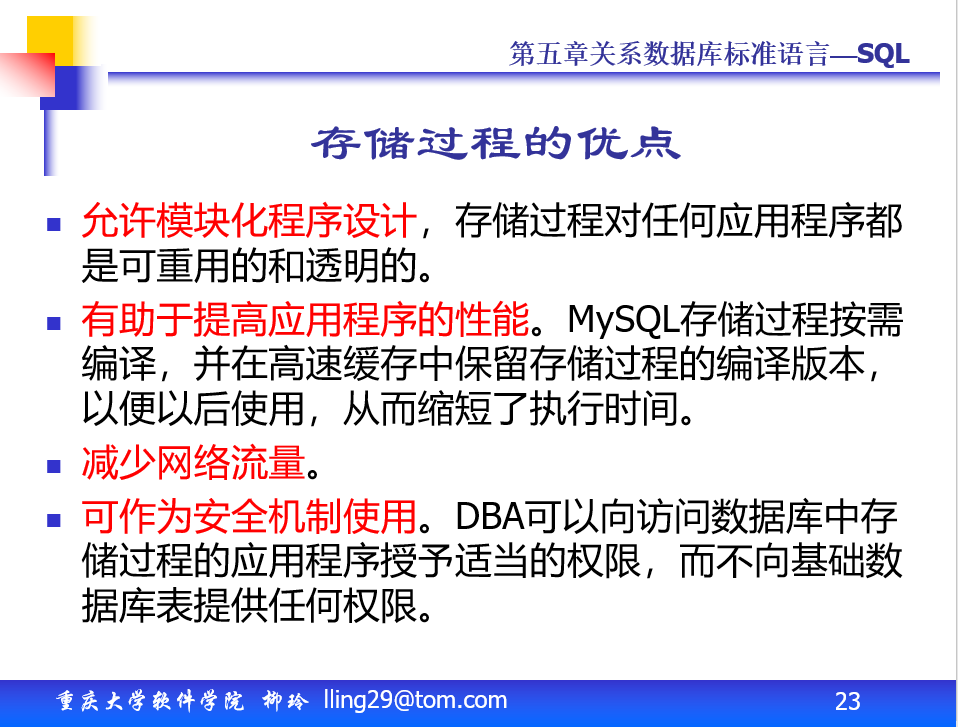 第五章关系数据库标准语言—SQL
存储过程的优点
允许模块化程序设计，存储过程对任何应用程序都
是可重用的和透明的。
有助于提高应用程序的性能。MySQL存储过程按需
编译，并在高速缓存中保留存储过程的编译版本，
以便以后使用，从而缩短了执行时间。
减少网络流量。
可作为安全机制使用。DBA可以向访问数据库中存
储过程的应用程序授予适当的权限，而不向基础数
据库表提供任何权限。
重庆大学软件学院 柳玲 lling29@tom.com 23